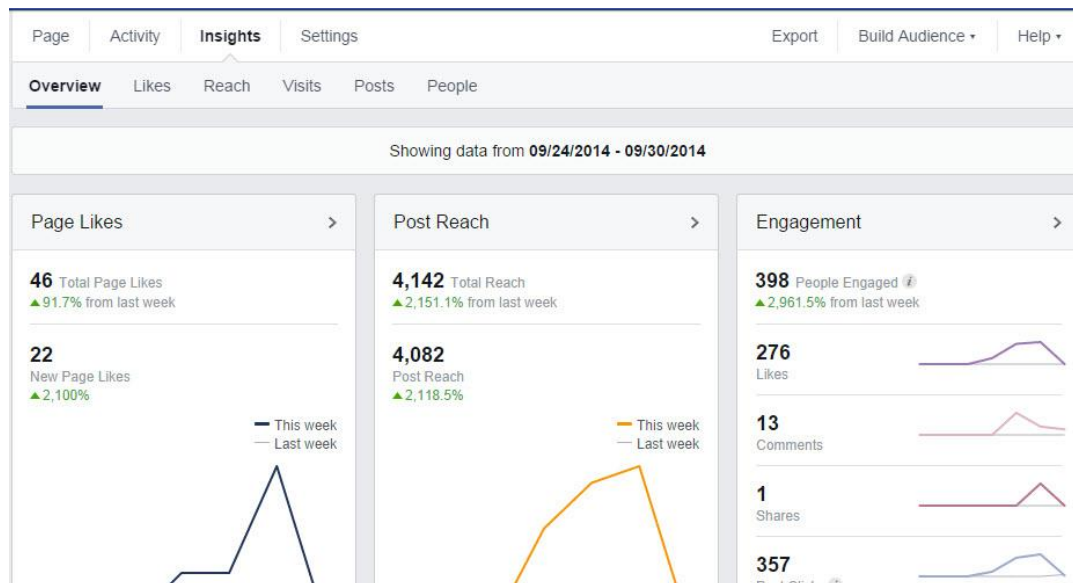 Page Activity Insights Settings Export Build Audience Help
Overview Likes Reach Visits Posts People
Showing data from 09/24/2014 - 09/30/2014
Page Likes
46 Total Page Likes
91.7% from last week
22
New Page Likes
2,100%
This week
Last week
Post Reach
4,142 Total Reach
2,151.1% from last week
4,082
Post Reach
2,118.5%
This week
Last week
Engagement
398 People Engaged i
2,961.5% from last week
276
Likes
13
Comments
1
Shares
357